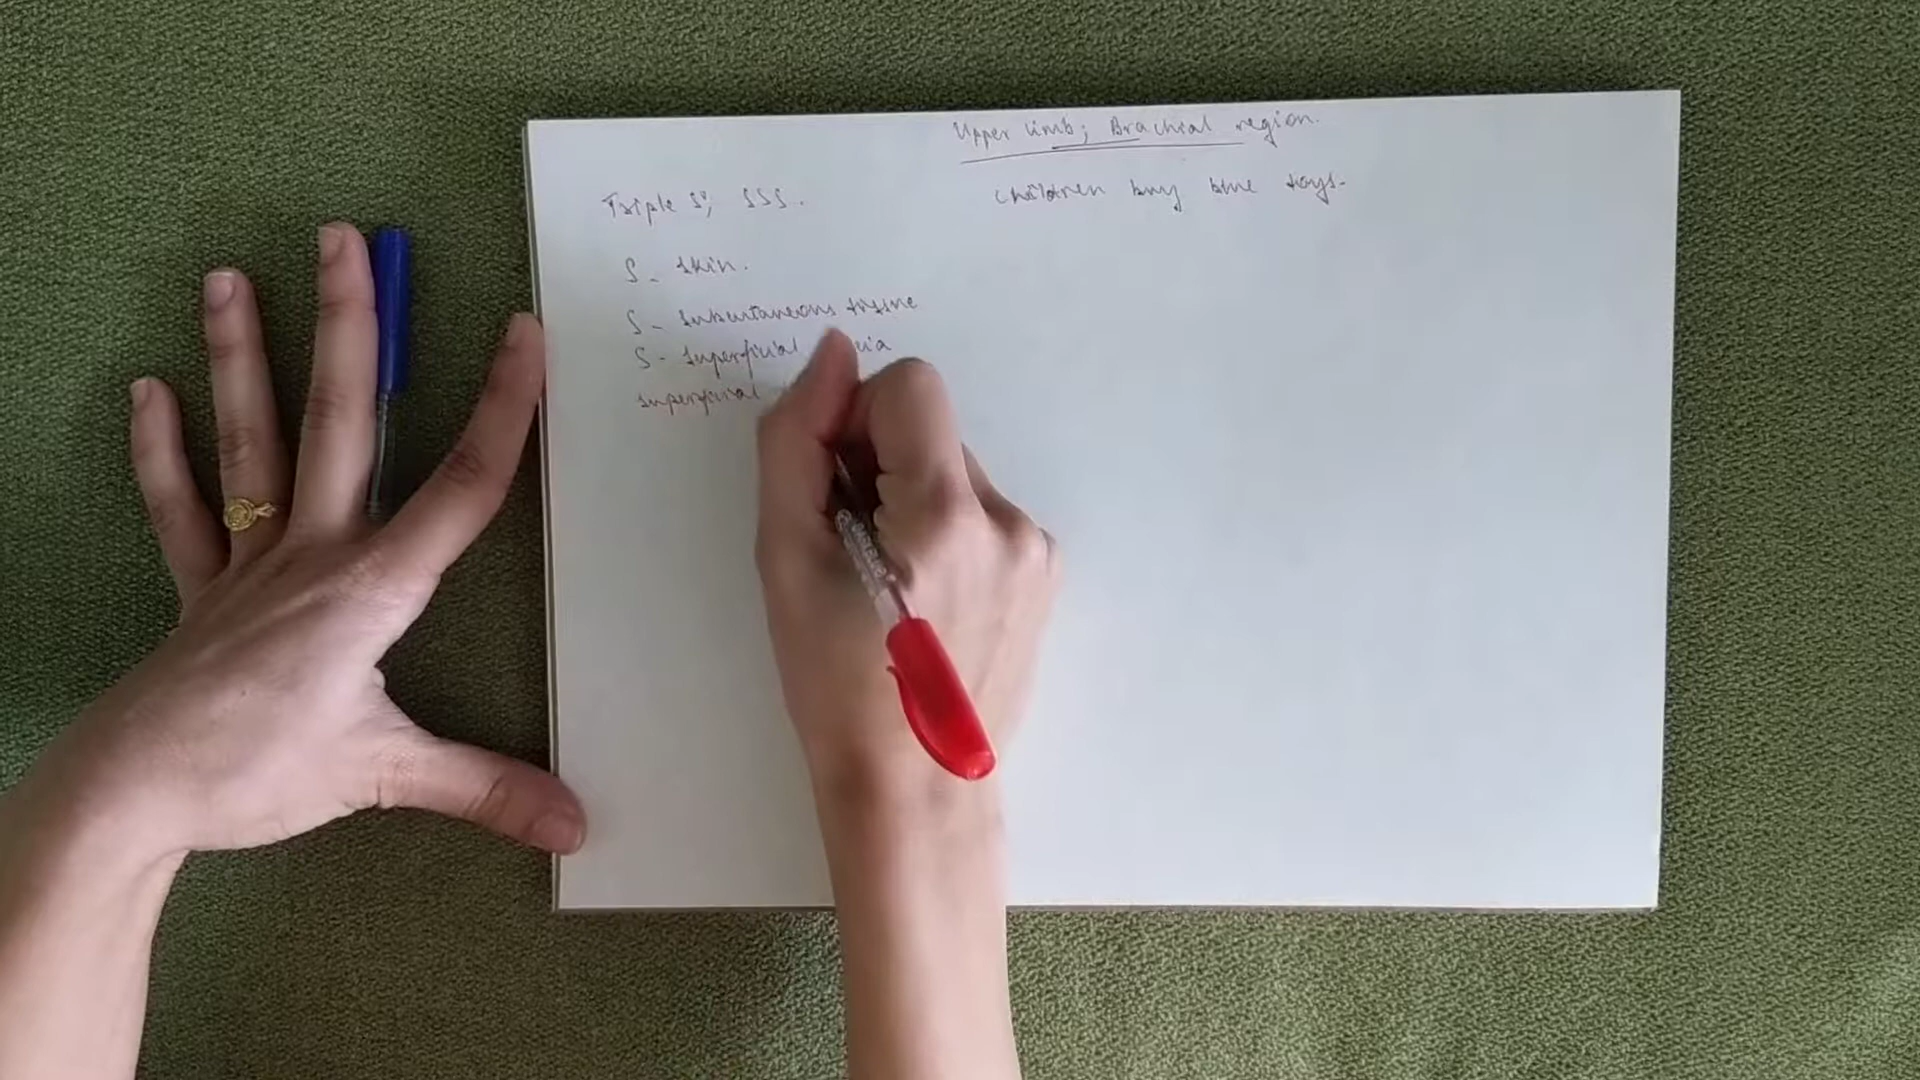 Upper limb; Brachial region.
Triple S; SSS.
children buy blue toys.
S - skin.
S - subcutaneous tissue
S - superficial
superficial